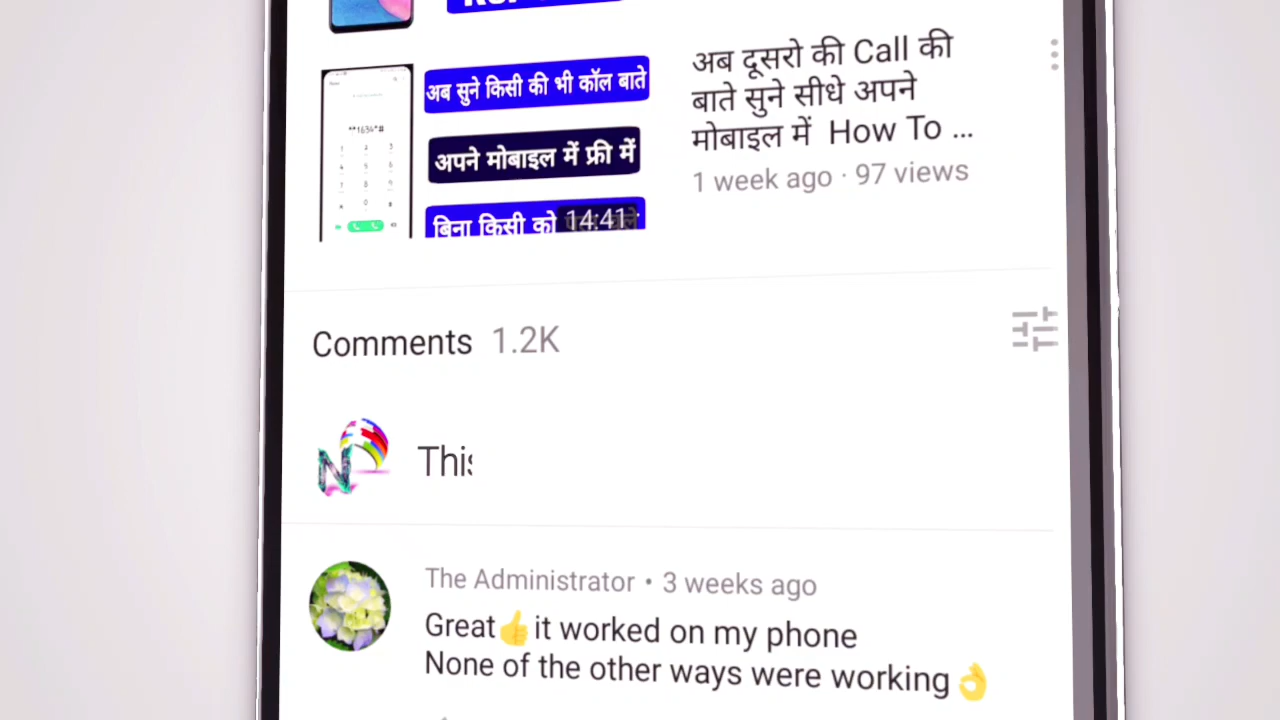 अब सुने किसी की भी कॉल बाते
अपने मोबाइल में फ्री में
बिना किसी को
14:41
अब दूसरो की Call की
बाते सुने सीधे अपने
मोबाइल में How To ...
1 week ago · 97 views
Comments 1.2K
This
The Administrator • 3 weeks ago
Great👍it worked on my phone
None of the other ways were working👌